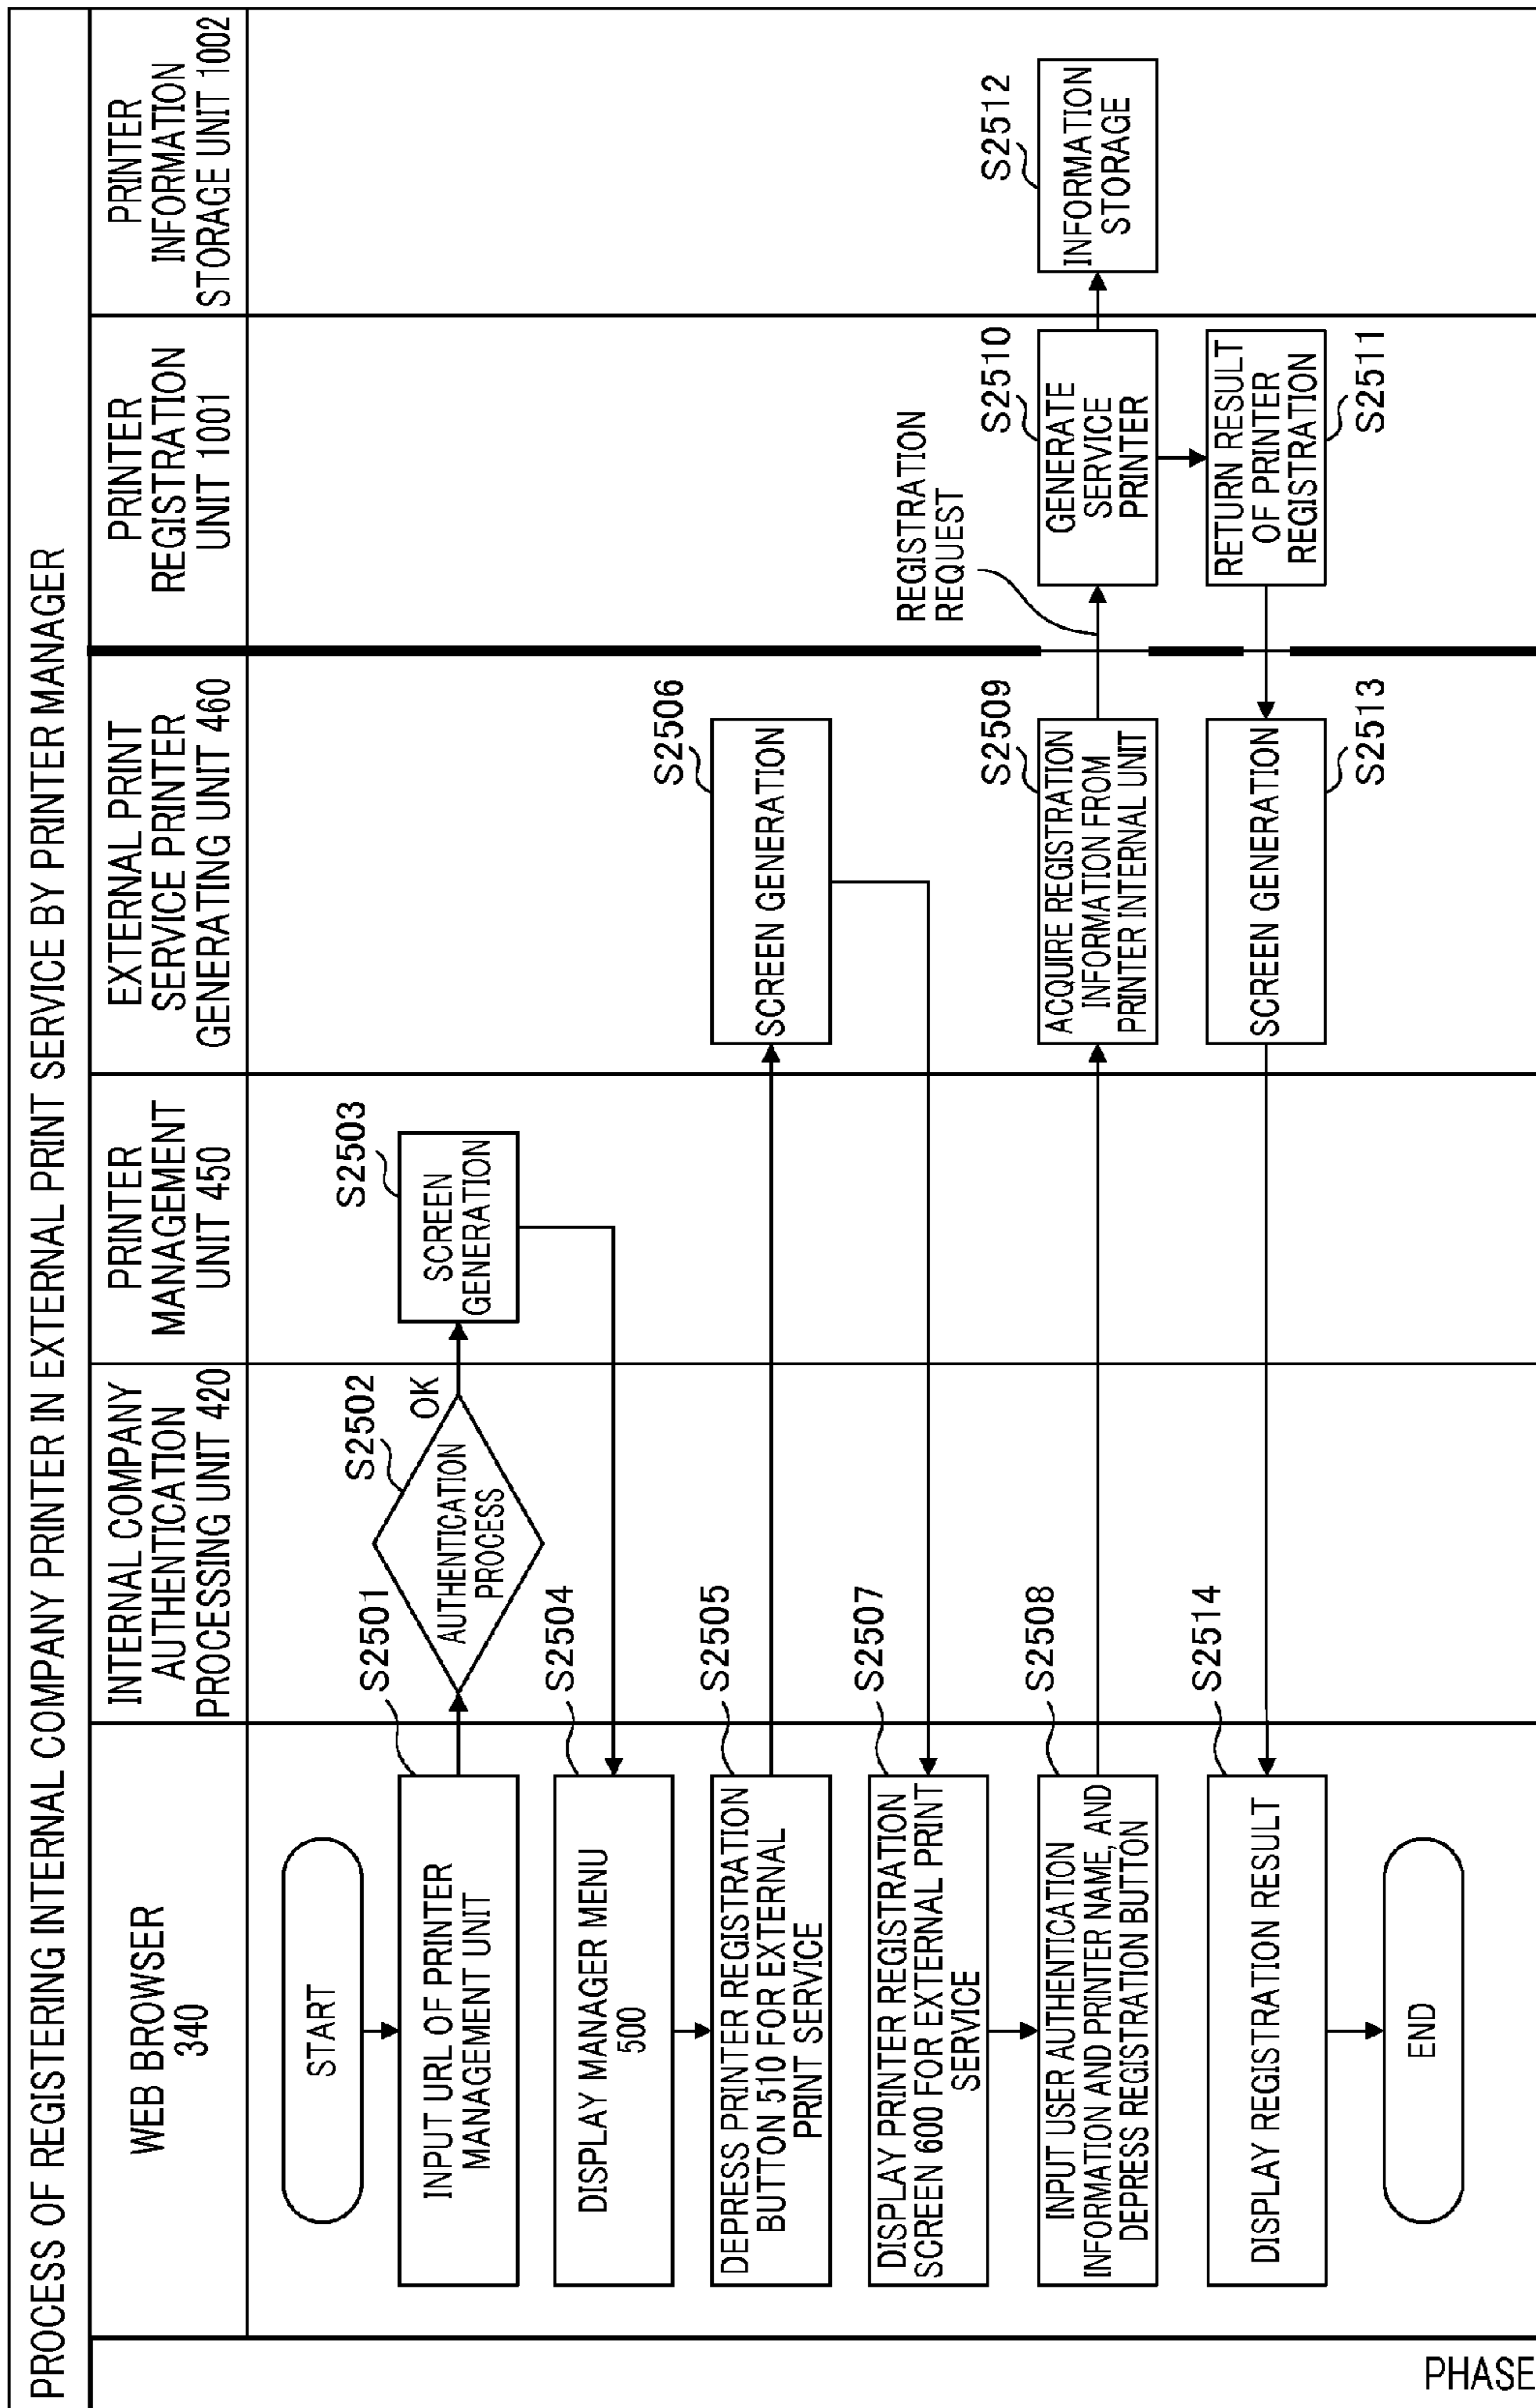 PROCESS OF REGISTERING INTERNAL COMPANY PRINTER IN EXTERNAL PRINT SERVICE BY PRINTER MANAGER
WEB BROWSER
340
INTERNAL COMPANY
AUTHENTICATION
PROCESSING UNIT 420
PRINTER
MANAGEMENT
UNIT 450
EXTERNAL PRINT
SERVICE PRINTER
GENERATING UNIT 460
PRINTER
REGISTRATION
UNIT 1001
PRINTER
INFORMATION
STORAGE UNIT 1002
START
S2501
INPUT URL OF PRINTER
MANAGEMENT UNIT
S2502
AUTHENTICATION
PROCESS
OK
S2503
SCREEN
GENERATION
S2504
DISPLAY MANAGER MENU
500
S2505
DEPRESS PRINTER REGISTRATION
BUTTON 510 FOR EXTERNAL
PRINT SERVICE
S2506
SCREEN GENERATION
S2507
DISPLAY PRINTER REGISTRATION
SCREEN 600 FOR EXTERNAL PRINT
SERVICE
S2508
INPUT USER AUTHENTICATION
INFORMATION AND PRINTER NAME, AND
DEPRESS REGISTRATION BUTTON
S2509
ACQUIRE REGISTRATION
INFORMATION FROM
PRINTER INTERNAL UNIT
REGISTRATION
REQUEST
S2510
GENERATE
SERVICE
PRINTER
S2512
INFORMATION
STORAGE
S2514
DISPLAY REGISTRATION RESULT
SCREEN GENERATION
S2513
RETURN RESULT
OF PRINTER
REGISTRATION
S2511
END
PHASE